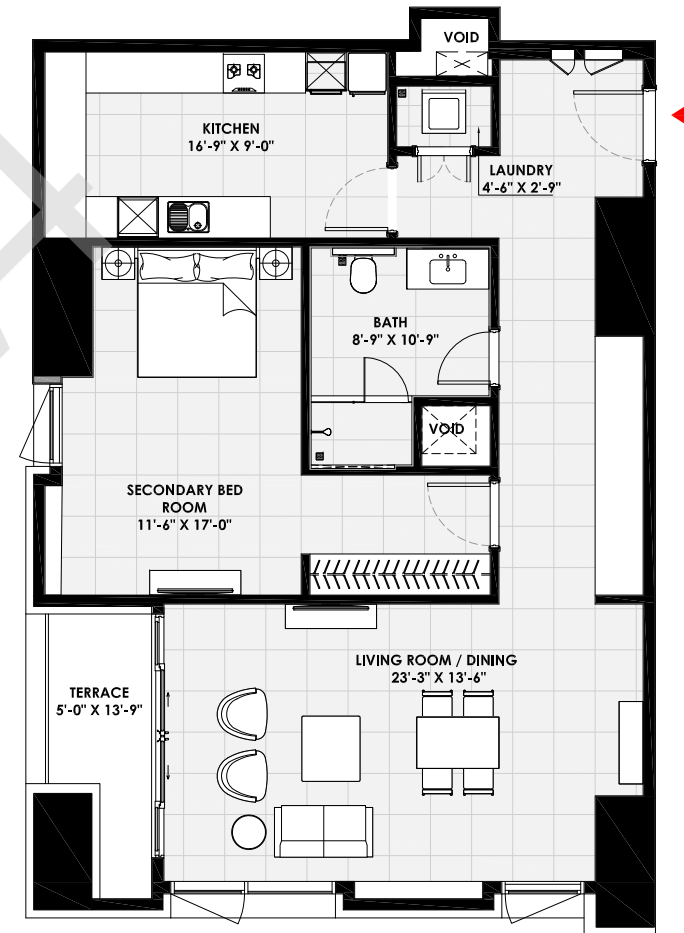 VOID
KITCHEN
16'-9" X 9'-0"
LAUNDRY
4'-6" X 2'-9"
BATH
8'-9" X 10'-9"
VOID
SECONDARY BED
ROOM
11'-6" X 17'-0"
LIVING ROOM / DINING
23'-3" X 13'-6"
TERRACE
5'-0" X 13'-9"